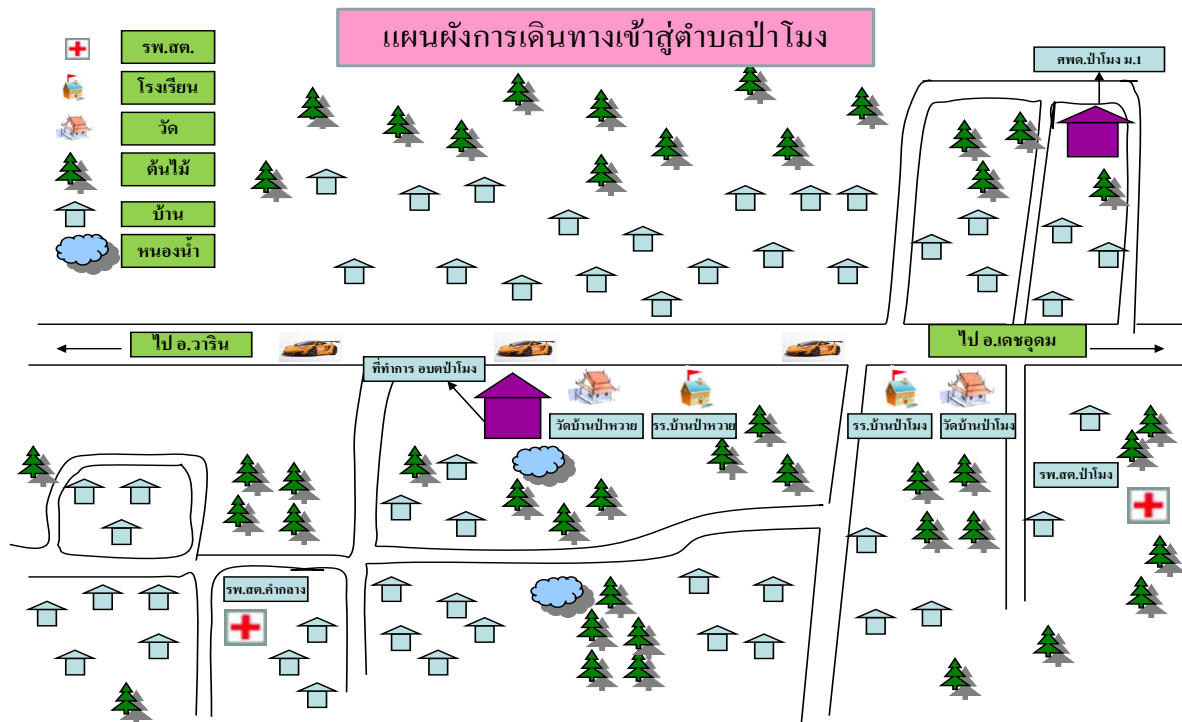 แผนผังการเดินทางเข้าสู่ตำบลป่าโมง
รพ.สต.
โรงเรียน
วัด
ต้นไม้
บ้าน
หนองน้ำ
ศพด.ป่าโมง ม.1
ไป อ.วาริน
ไป อ.เดชอุดม
ที่ทำการ อบตป่าโมง
วัดบ้านป่าหวาย
รร.บ้านป่าหวาย
รร.บ้านป่าโมง
วัดบ้านป่าโมง
รพ.สต.ป่าโมง
รพ.สต.คำกลาง